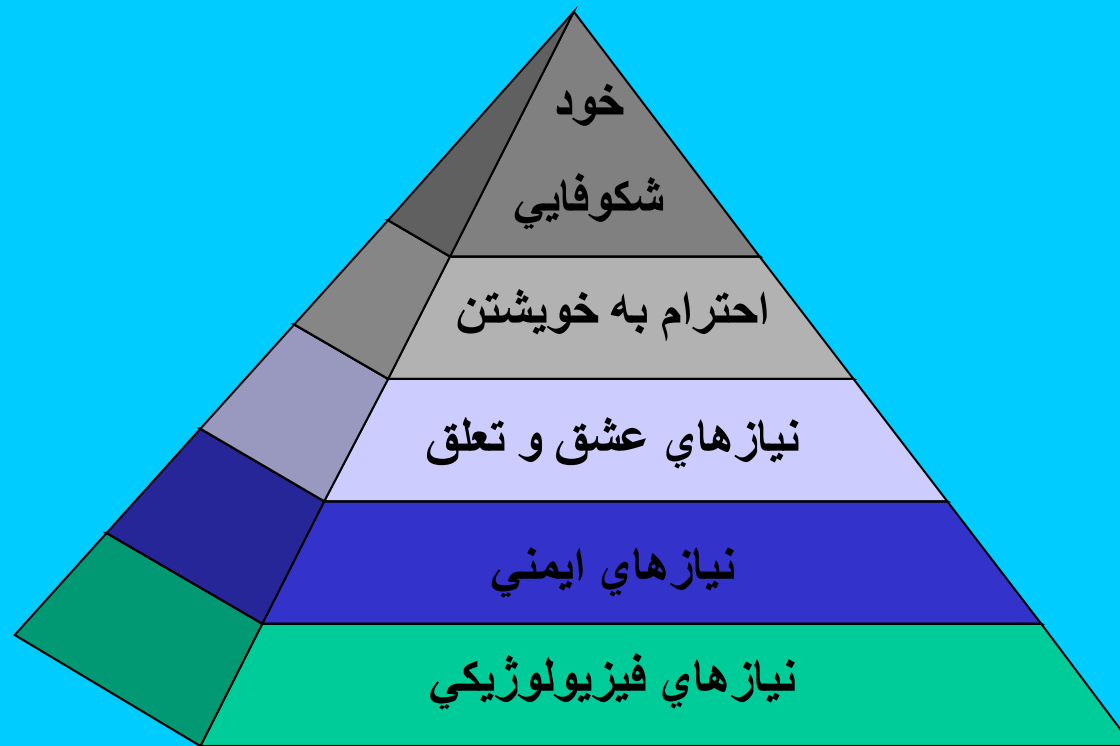 خود
شكوفايي
احترام به خويشتن
نيازهاي عشق و تعلق
نيازهاي ايمني
نيازهاي فيزيولوژيكي